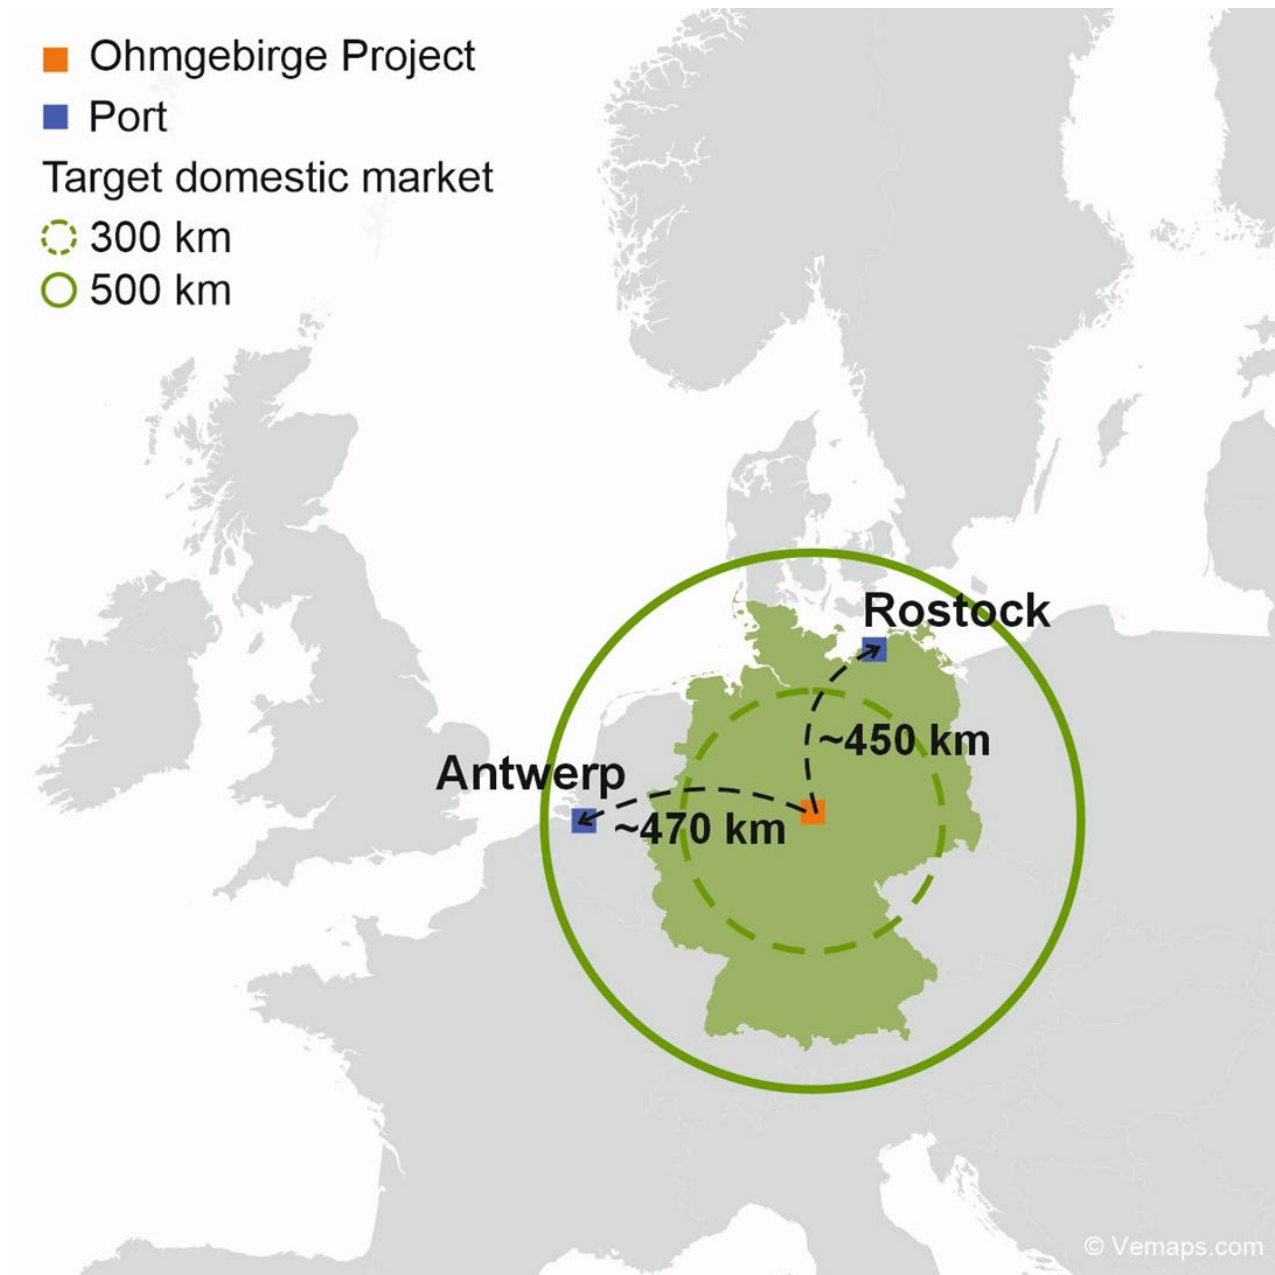 Ohmgebirge Project
Port
Target domestic market
300 km
500 km
Rostock
~450 km
Antwerp
~470 km
© Vemaps.com